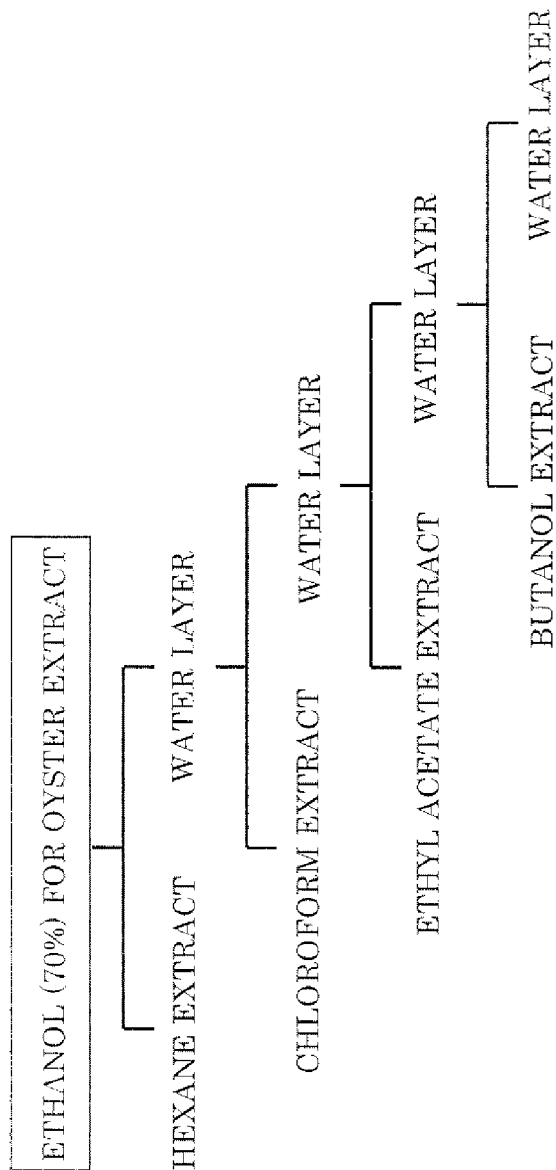 ETHANOL (70%) FOR OYSTER EXTRACT
HEXANE EXTRACT
WATER LAYER
CHLOROFORM EXTRACT
WATER LAYER
ETHYL ACETATE EXTRACT
WATER LAYER
BUTANOL EXTRACT
WATER LAYER